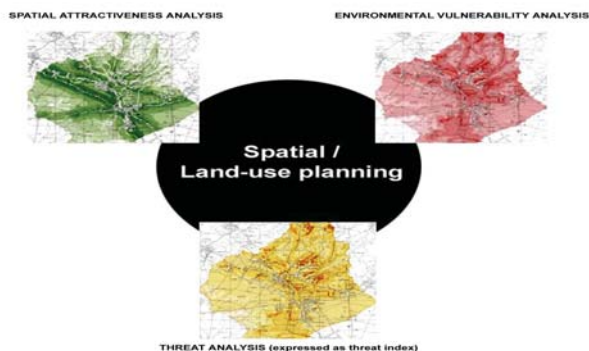 SPATIAL ATTRACTIVENESS ANALYSIS
ENVIRONMENTAL VULNERABILITY ANALYSIS
Spatial /
Land-use planning
THREAT ANALYSIS (expressed as threat index)